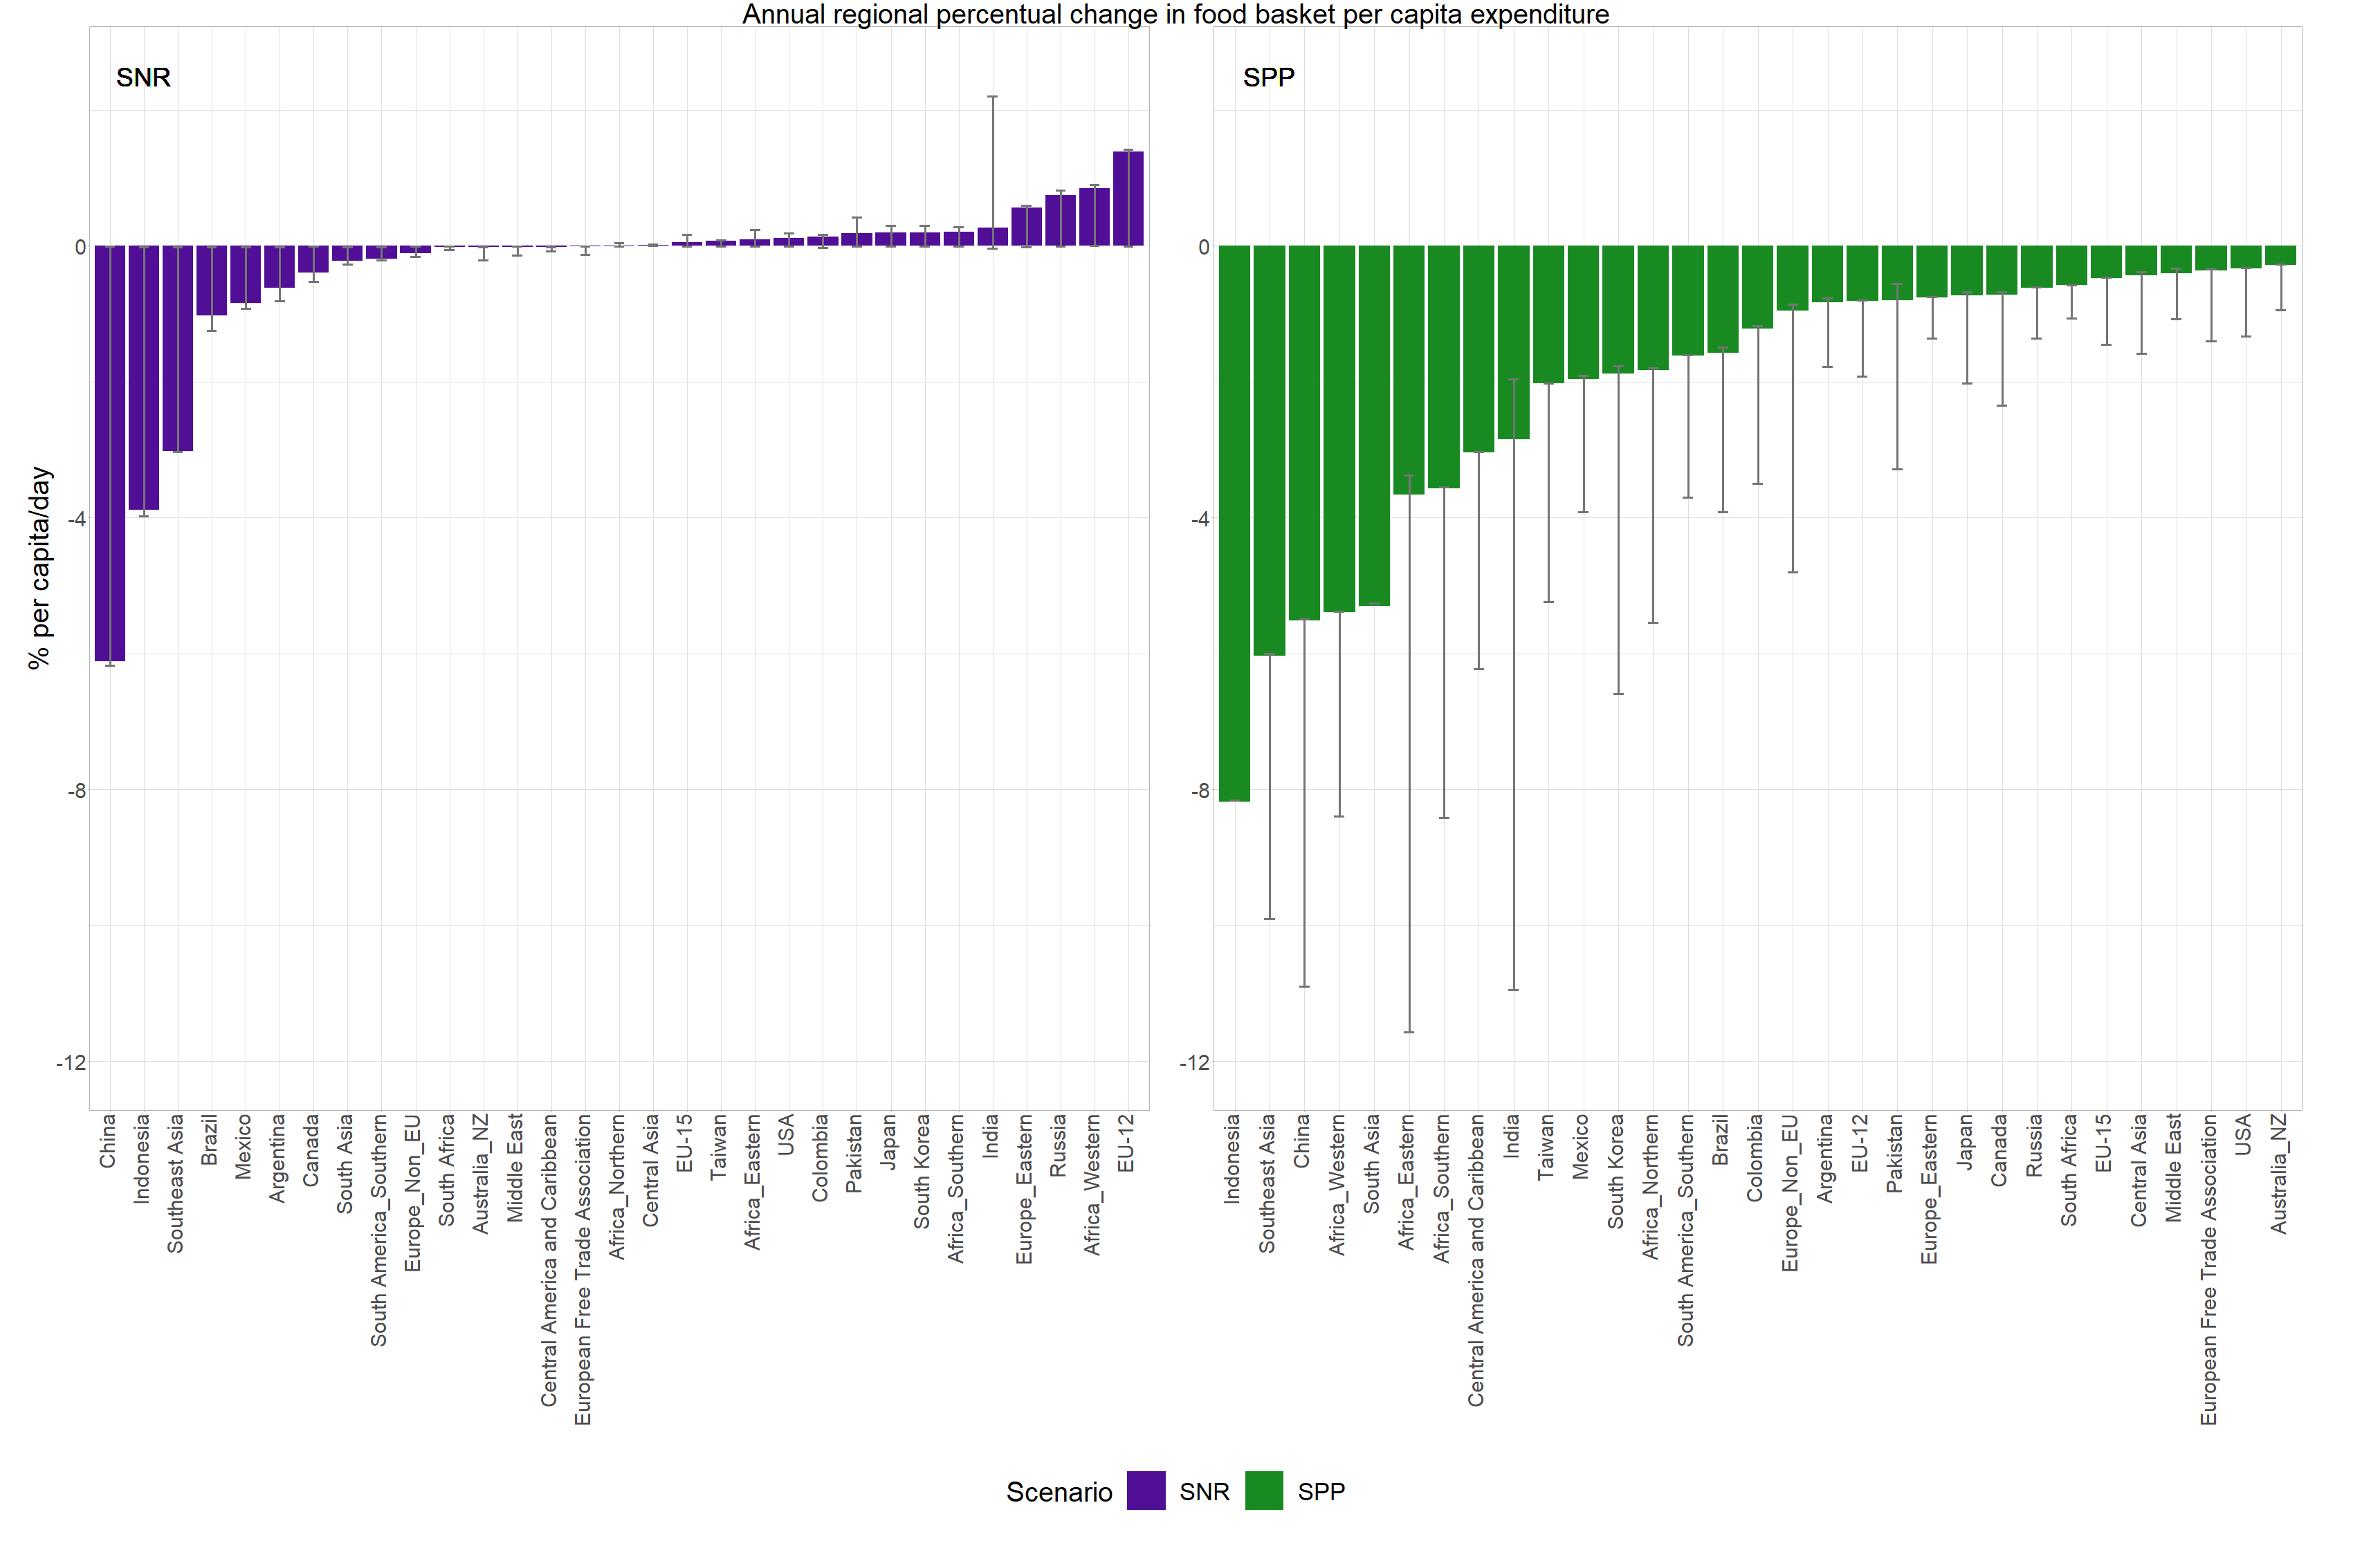 Annual regional percentual change in food basket per capita expenditure
SNR
SPP
% per capita/day
0
-4
-8
-12
0
-4
-8
-12
China
Indonesia
Southeast Asia
Brazil
Mexico
Argentina
Canada
South Asia
South America_Southern
Europe_Non_EU
South Africa
Australia_NZ
Middle East
Central America and Caribbean
European Free Trade Association
Africa_Northern
Central Asia
EU-15
Taiwan
Africa_Eastern
USA
Colombia
Pakistan
Japan
South Korea
Africa_Southern
India
Europe_Eastern
Russia
Africa_Western
EU-12
Indonesia
Southeast Asia
China
Africa_Western
South Asia
Africa_Eastern
Africa_Southern
Central America and Caribbean
India
Taiwan
Mexico
South Korea
Africa_Northern
South America_Southern
Brazil
Colombia
Europe_Non_EU
Argentina
EU-12
Pakistan
Europe_Eastern
Japan
Canada
Russia
South Africa
EU-15
Central Asia
Middle East
European Free Trade Association
USA
Australia_NZ
Scenario SNR SPP